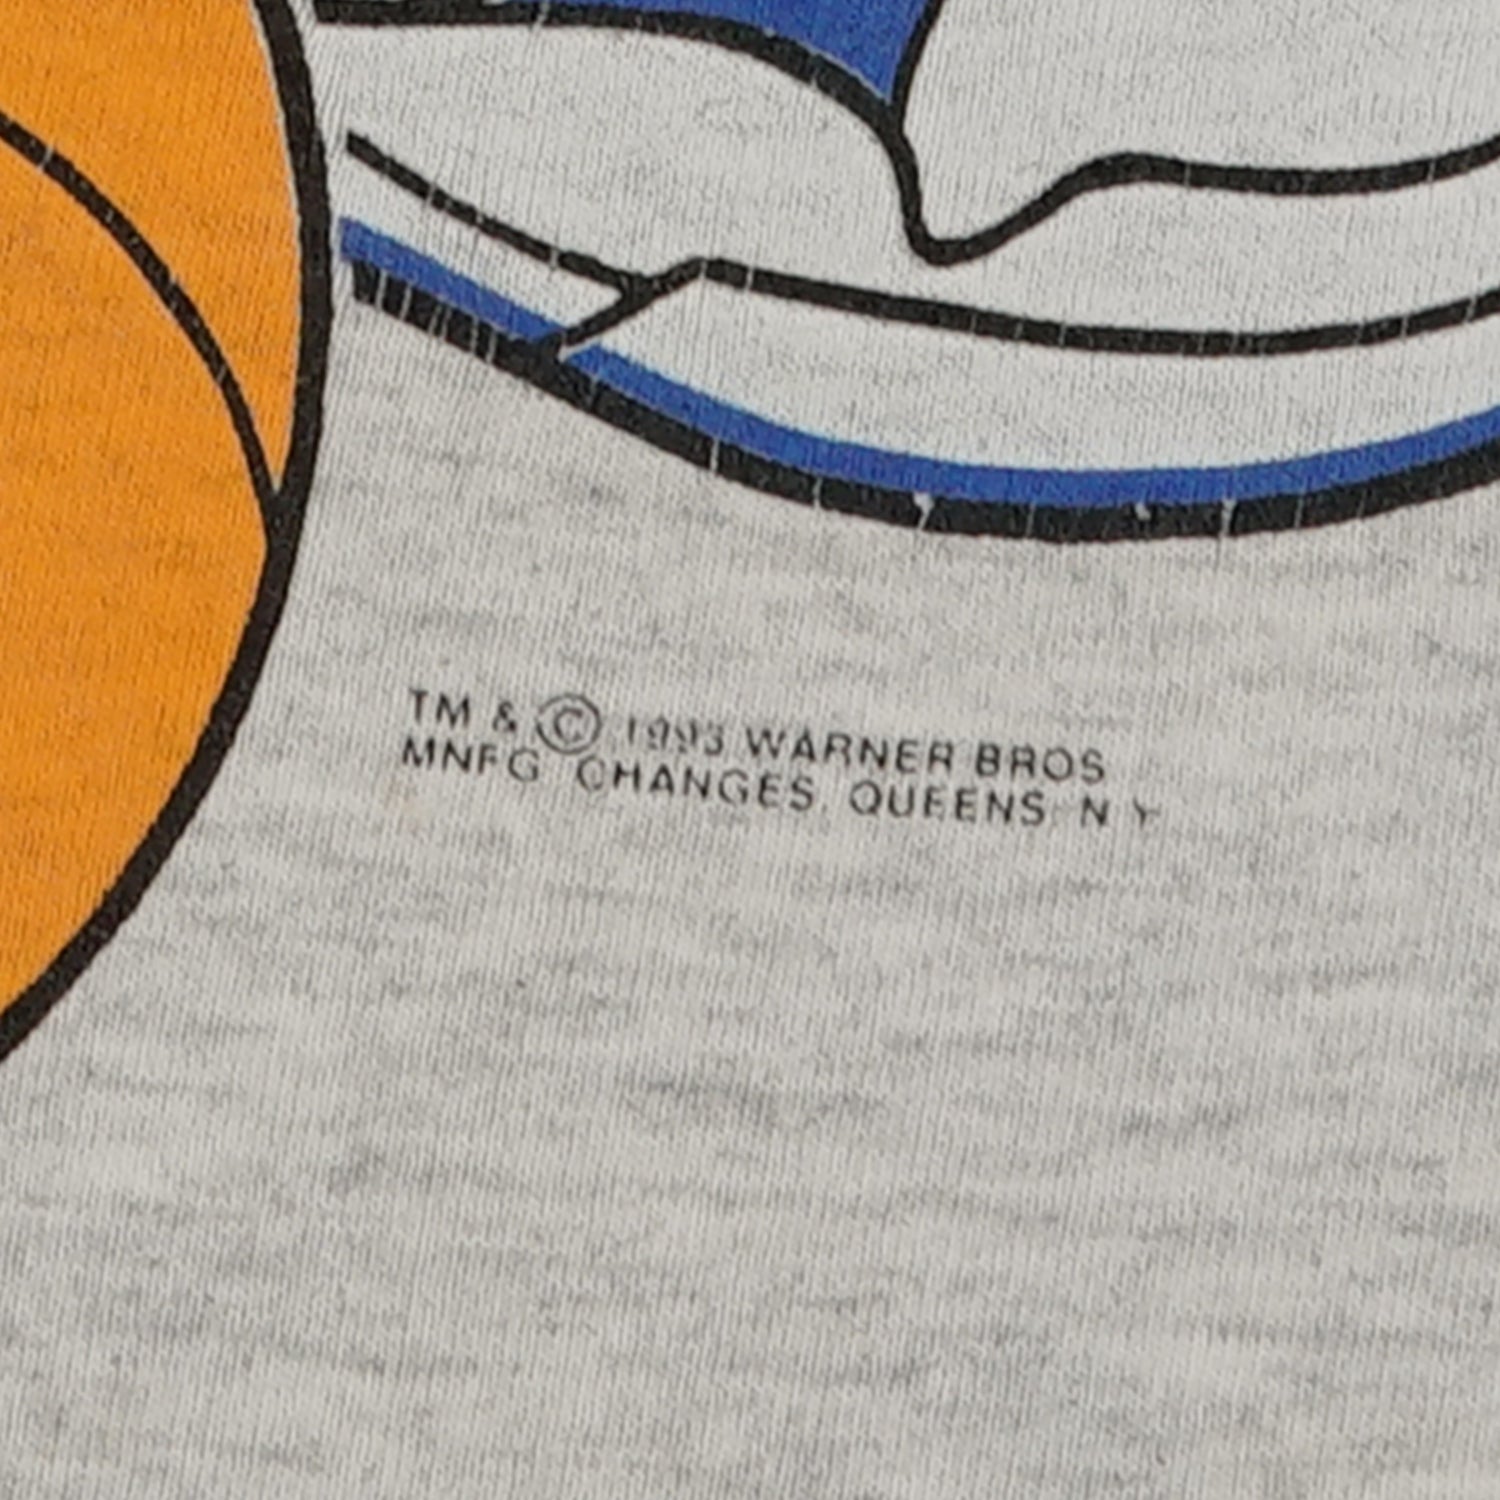 TM & © 1993 WARNER BROS
MNFG CHANGES, QUEENS N Y